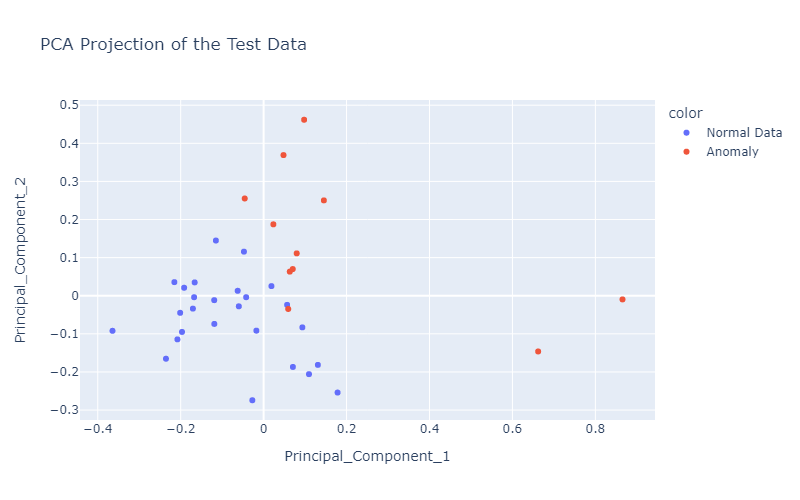 PCA Projection of the Test Data
color
Normal Data
Anomaly
Principal_Component_2
0.5
0.4
0.3
0.2
0.1
0
−0.1
−0.2
−0.3
−0.4
−0.2
0
0.2
0.4
0.6
0.8
Principal_Component_1